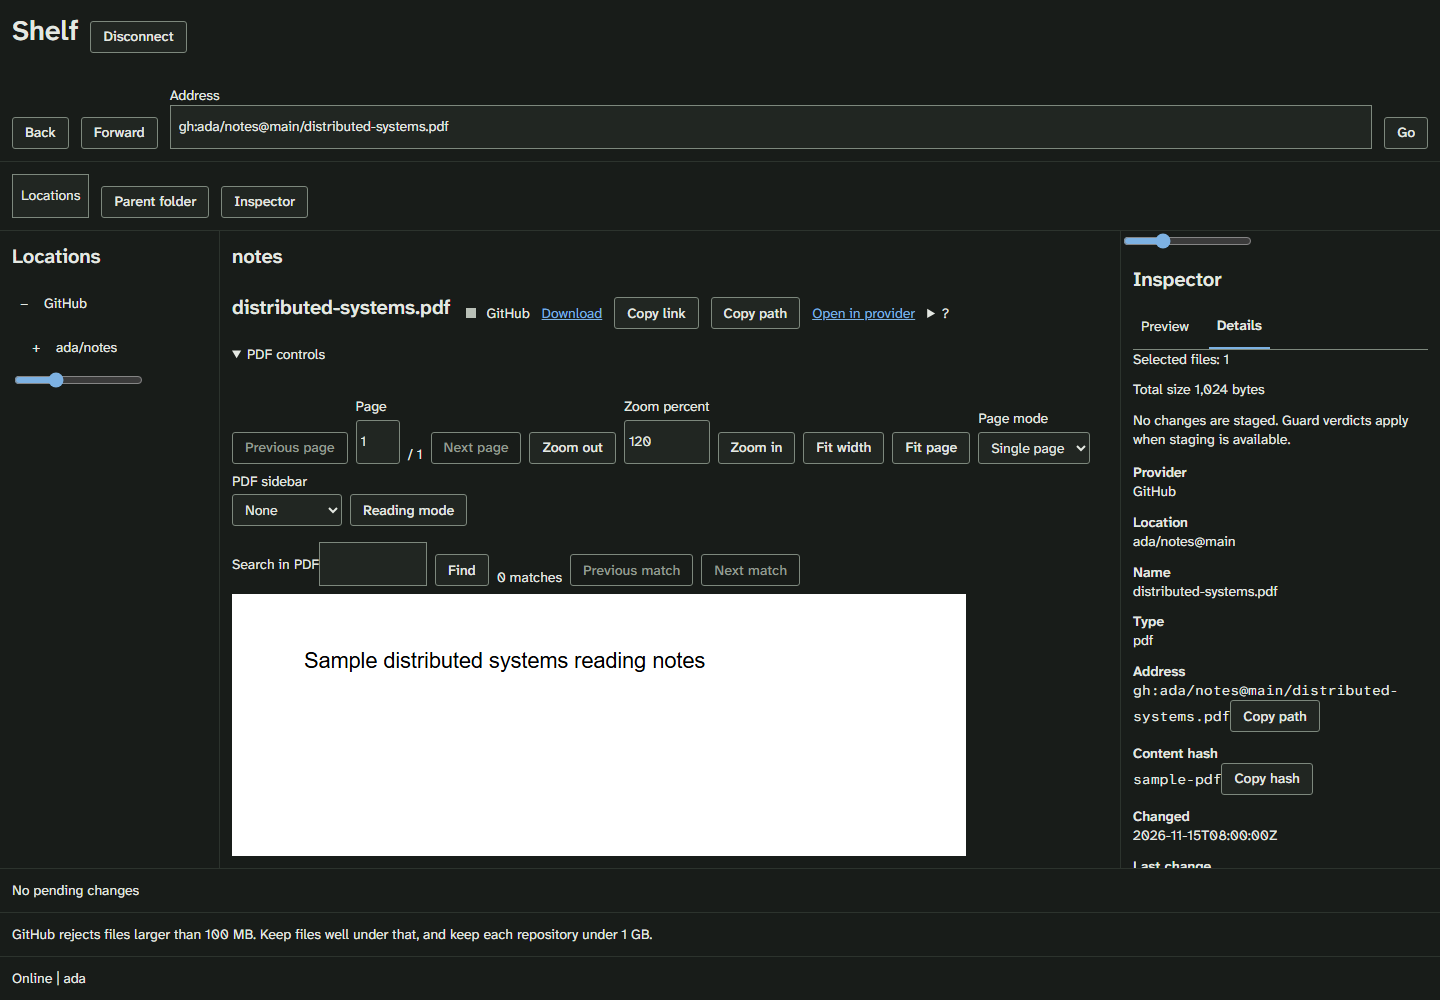 Shelf
Disconnect
Address
Back
Forward
gh:ada/notes@main/distributed-systems.pdf
Go
Locations
Parent folder
Inspector
Locations
– GitHub
+ ada/notes
notes
distributed-systems.pdf
GitHub
Download
Copy link
Copy path
Open in provider
▶ ?
▼ PDF controls
Previous page
Page
1
/ 1
Next page
Zoom out
Zoom percent
120
Zoom in
Fit width
Fit page
Page mode
Single page
PDF sidebar
None
Reading mode
Search in PDF
Find
0 matches
Previous match
Next match
Sample distributed systems reading notes
Inspector
Preview
Details
Selected files: 1
Total size 1,024 bytes
No changes are staged. Guard verdicts apply
when staging is available.
Provider
GitHub
Location
ada/notes@main
Name
distributed-systems.pdf
Type
pdf
Address
gh:ada/notes@main/distributed-
systems.pdf
Copy path
Content hash
sample-pdf
Copy hash
Changed
2026-11-15T08:00:00Z
Last change
No pending changes
GitHub rejects files larger than 100 MB. Keep files well under that, and keep each repository under 1 GB.
Online | ada